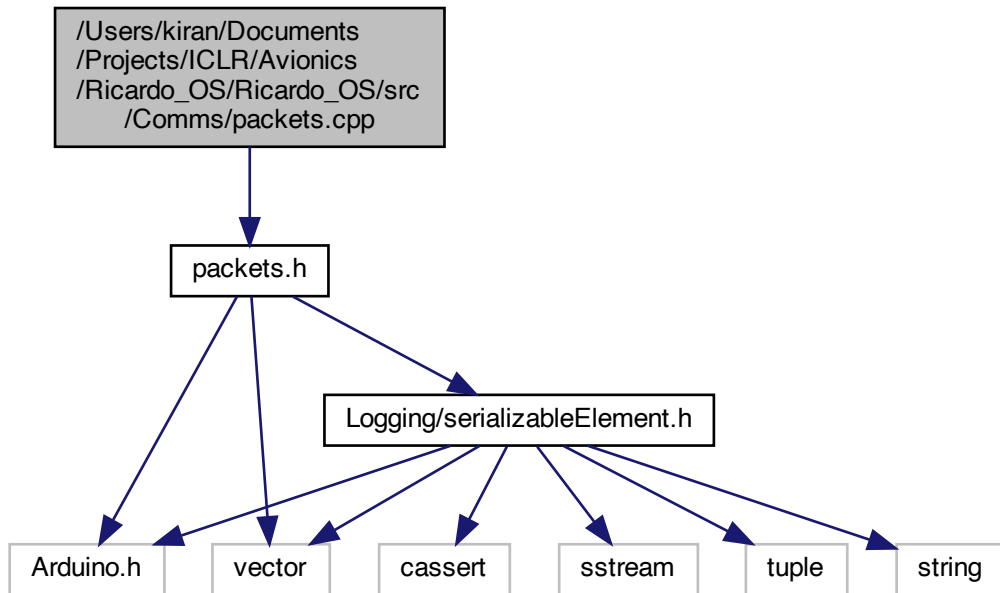 /Users/kiran/Documents
/Projects/ICLR/Avionics
/Ricardo_OS/Ricardo_OS/src
/Comms/packets.cpp
packets.h
Logging/serializableElement.h
Arduino.h
vector
cassert
sstream
tuple
string